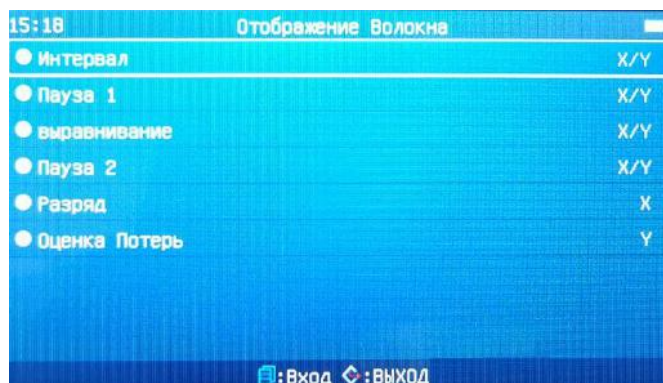 15:18 Отображение Волокна
Интервал X/Y
Пауза 1 X/Y
выравнивание X/Y
Пауза 2 X/Y
Разряд X
Оценка Потерь Y
:Вход :ВЫХОД